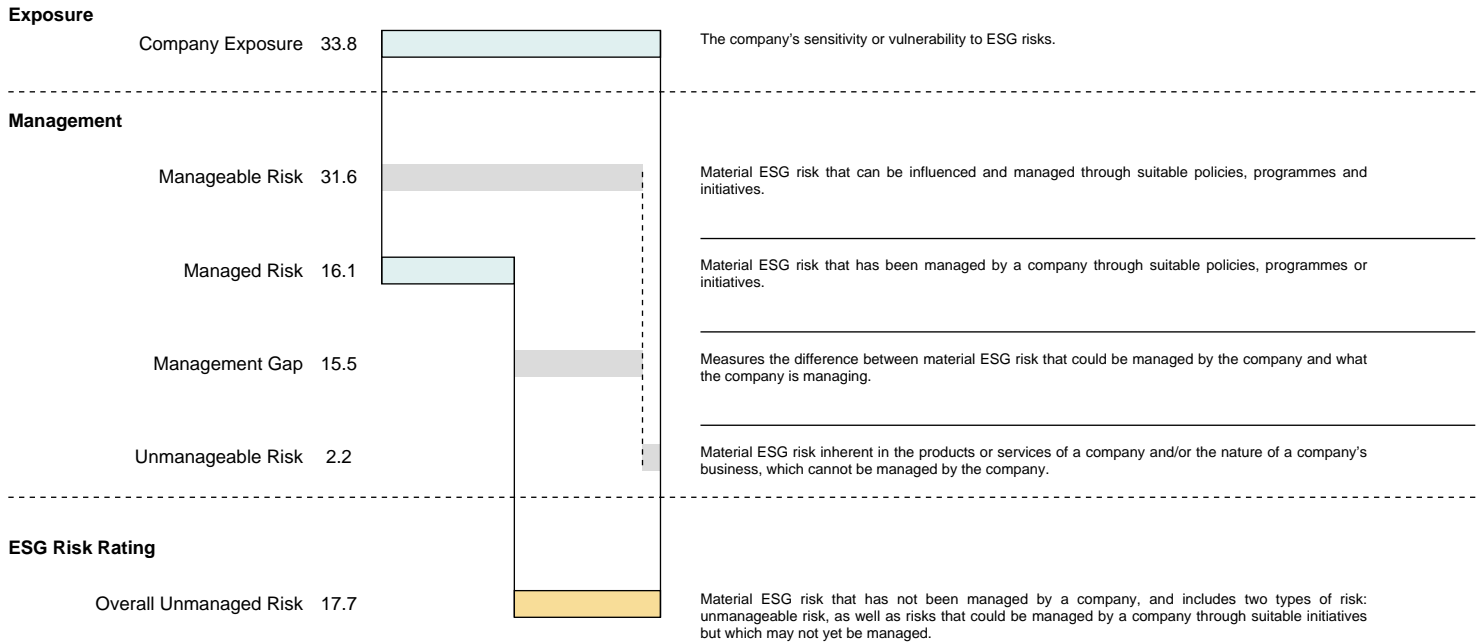 Exposure
Company Exposure 33.8
The company’s sensitivity or vulnerability to ESG risks.
Management
Manageable Risk 31.6
Material ESG risk that can be influenced and managed through suitable policies, programmes and
initiatives.
Managed Risk 16.1
Material ESG risk that has been managed by a company through suitable policies, programmes or
initiatives.
Management Gap 15.5
Measures the difference between material ESG risk that could be managed by the company and what
the company is managing.
Unmanageable Risk 2.2
Material ESG risk inherent in the products or services of a company and/or the nature of a company’s
business, which cannot be managed by the company.
ESG Risk Rating
Overall Unmanaged Risk 17.7
Material ESG risk that has not been managed by a company, and includes two types of risk:
unmanageable risk, as well as risks that could be managed by a company through suitable initiatives
but which may not yet be managed.